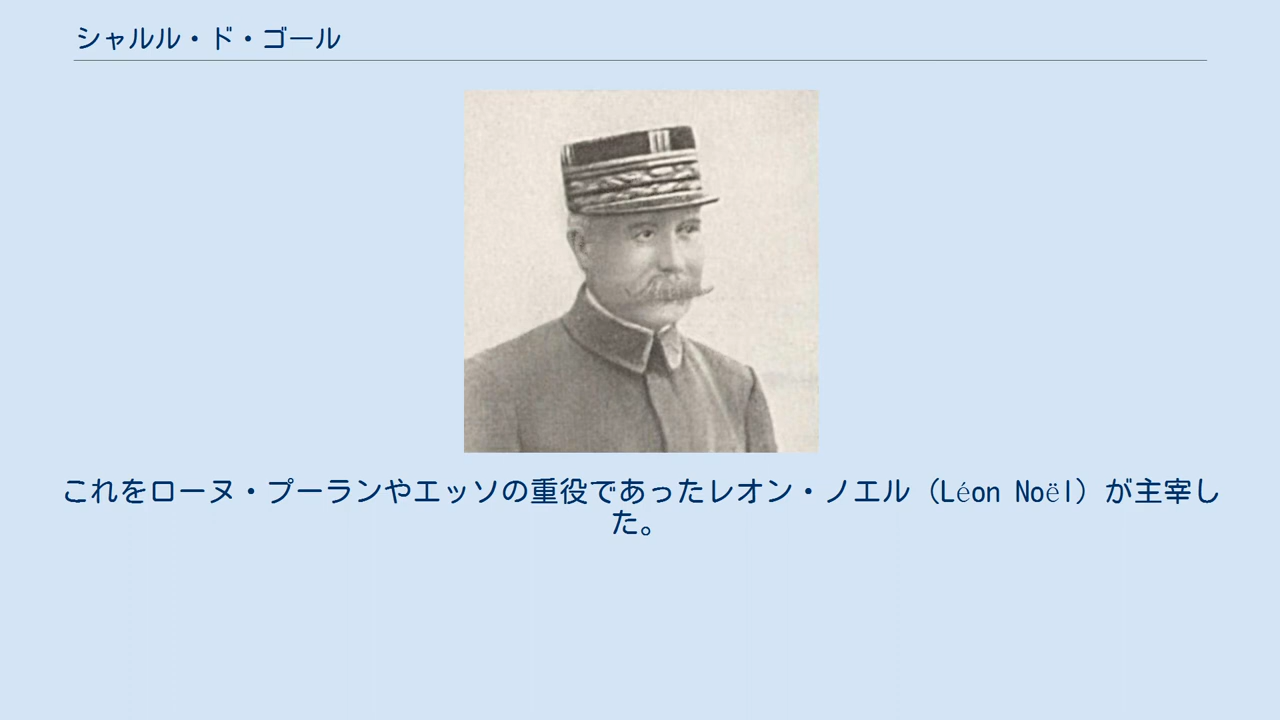 シャルル・ド・ゴール
これをローヌ・プーランやエッソの重役であったレオン・ノエル（Léon Noël）が主宰し
た。